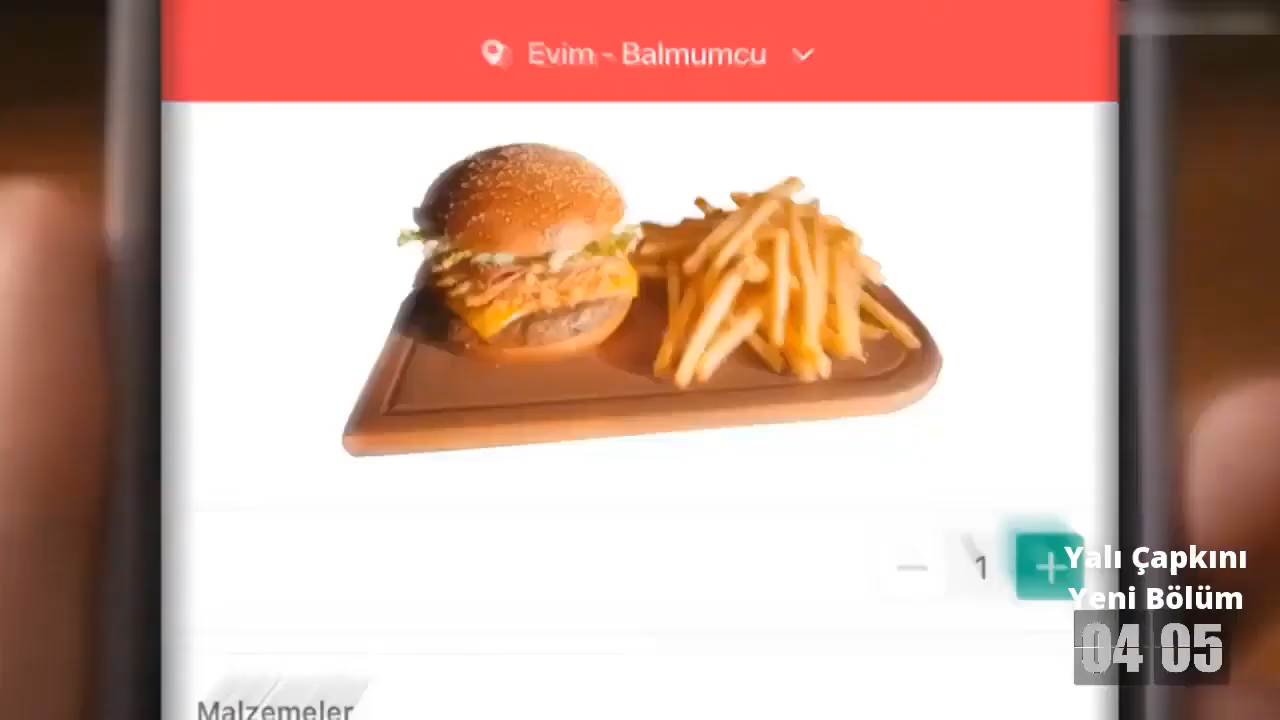 Evim - Balmumcu
1
Yalı Çapkını
Yeni Bölüm
04 05
Malzemeler